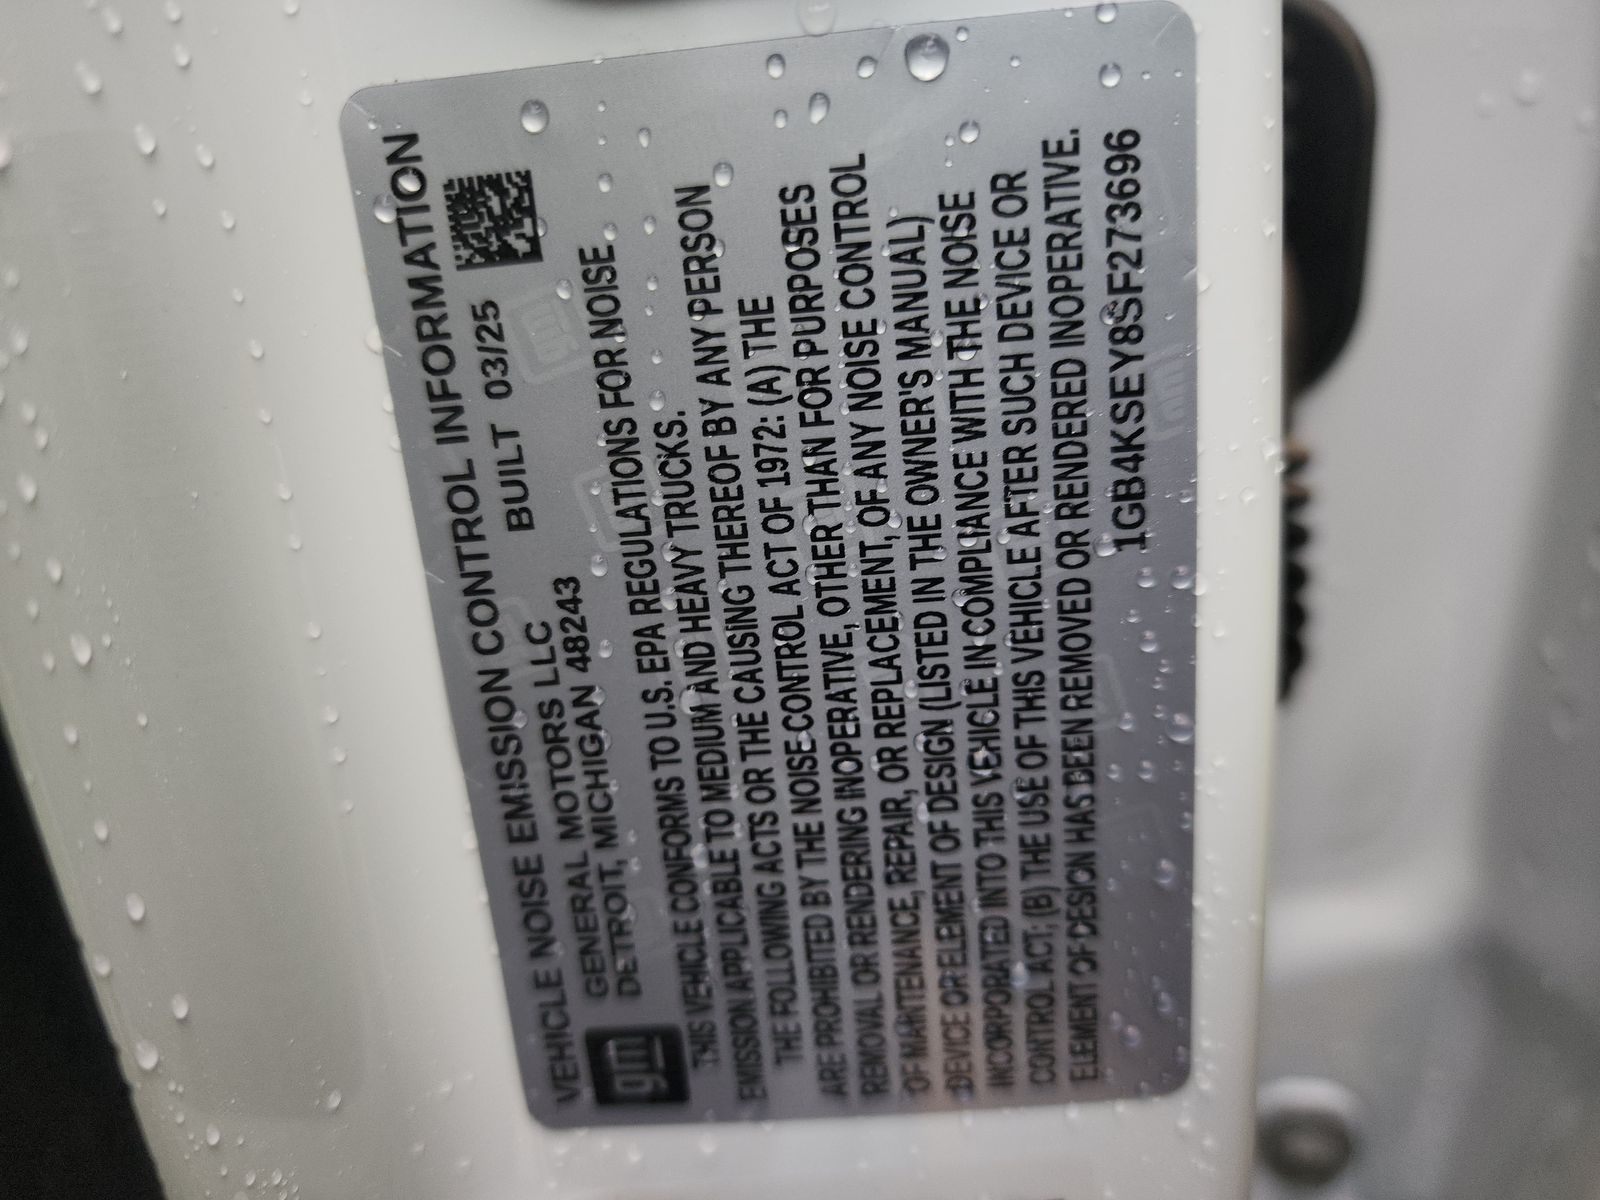 VEHICLE NOISE EMISSION CONTROL INFORMATION
gm
GENERAL MOTORS LLC BUILT 03/25
DETROIT, MICHIGAN 48243
THIS VEHICLE CONFORMS TO U.S. EPA REGULATIONS FOR NOISE
EMISSION APPLICABLE TO MEDIUM AND HEAVY TRUCKS.
THE FOLLOWING ACTS OR THE CAUSING THEREOF BY ANY PERSON
ARE PROHIBITED BY THE NOISE CONTROL ACT OF 1972: (A) THE
REMOVAL OR RENDERING INOPERATIVE, OTHER THAN FOR PURPOSES
OF MAINTENANCE, REPAIR, OR REPLACEMENT, OF ANY NOISE CONTROL
DEVICE OR ELEMENT OF DESIGN (LISTED IN THE OWNER'S MANUAL)
INCORPORATED INTO THIS VEHICLE IN COMPLIANCE WITH THE NOISE
CONTROL ACT; (B) THE USE OF THIS VEHICLE AFTER SUCH DEVICE OR
ELEMENT OF DESIGN HAS BEEN REMOVED OR RENDERED INOPERATIVE.
1GB4KSEY8SF273696